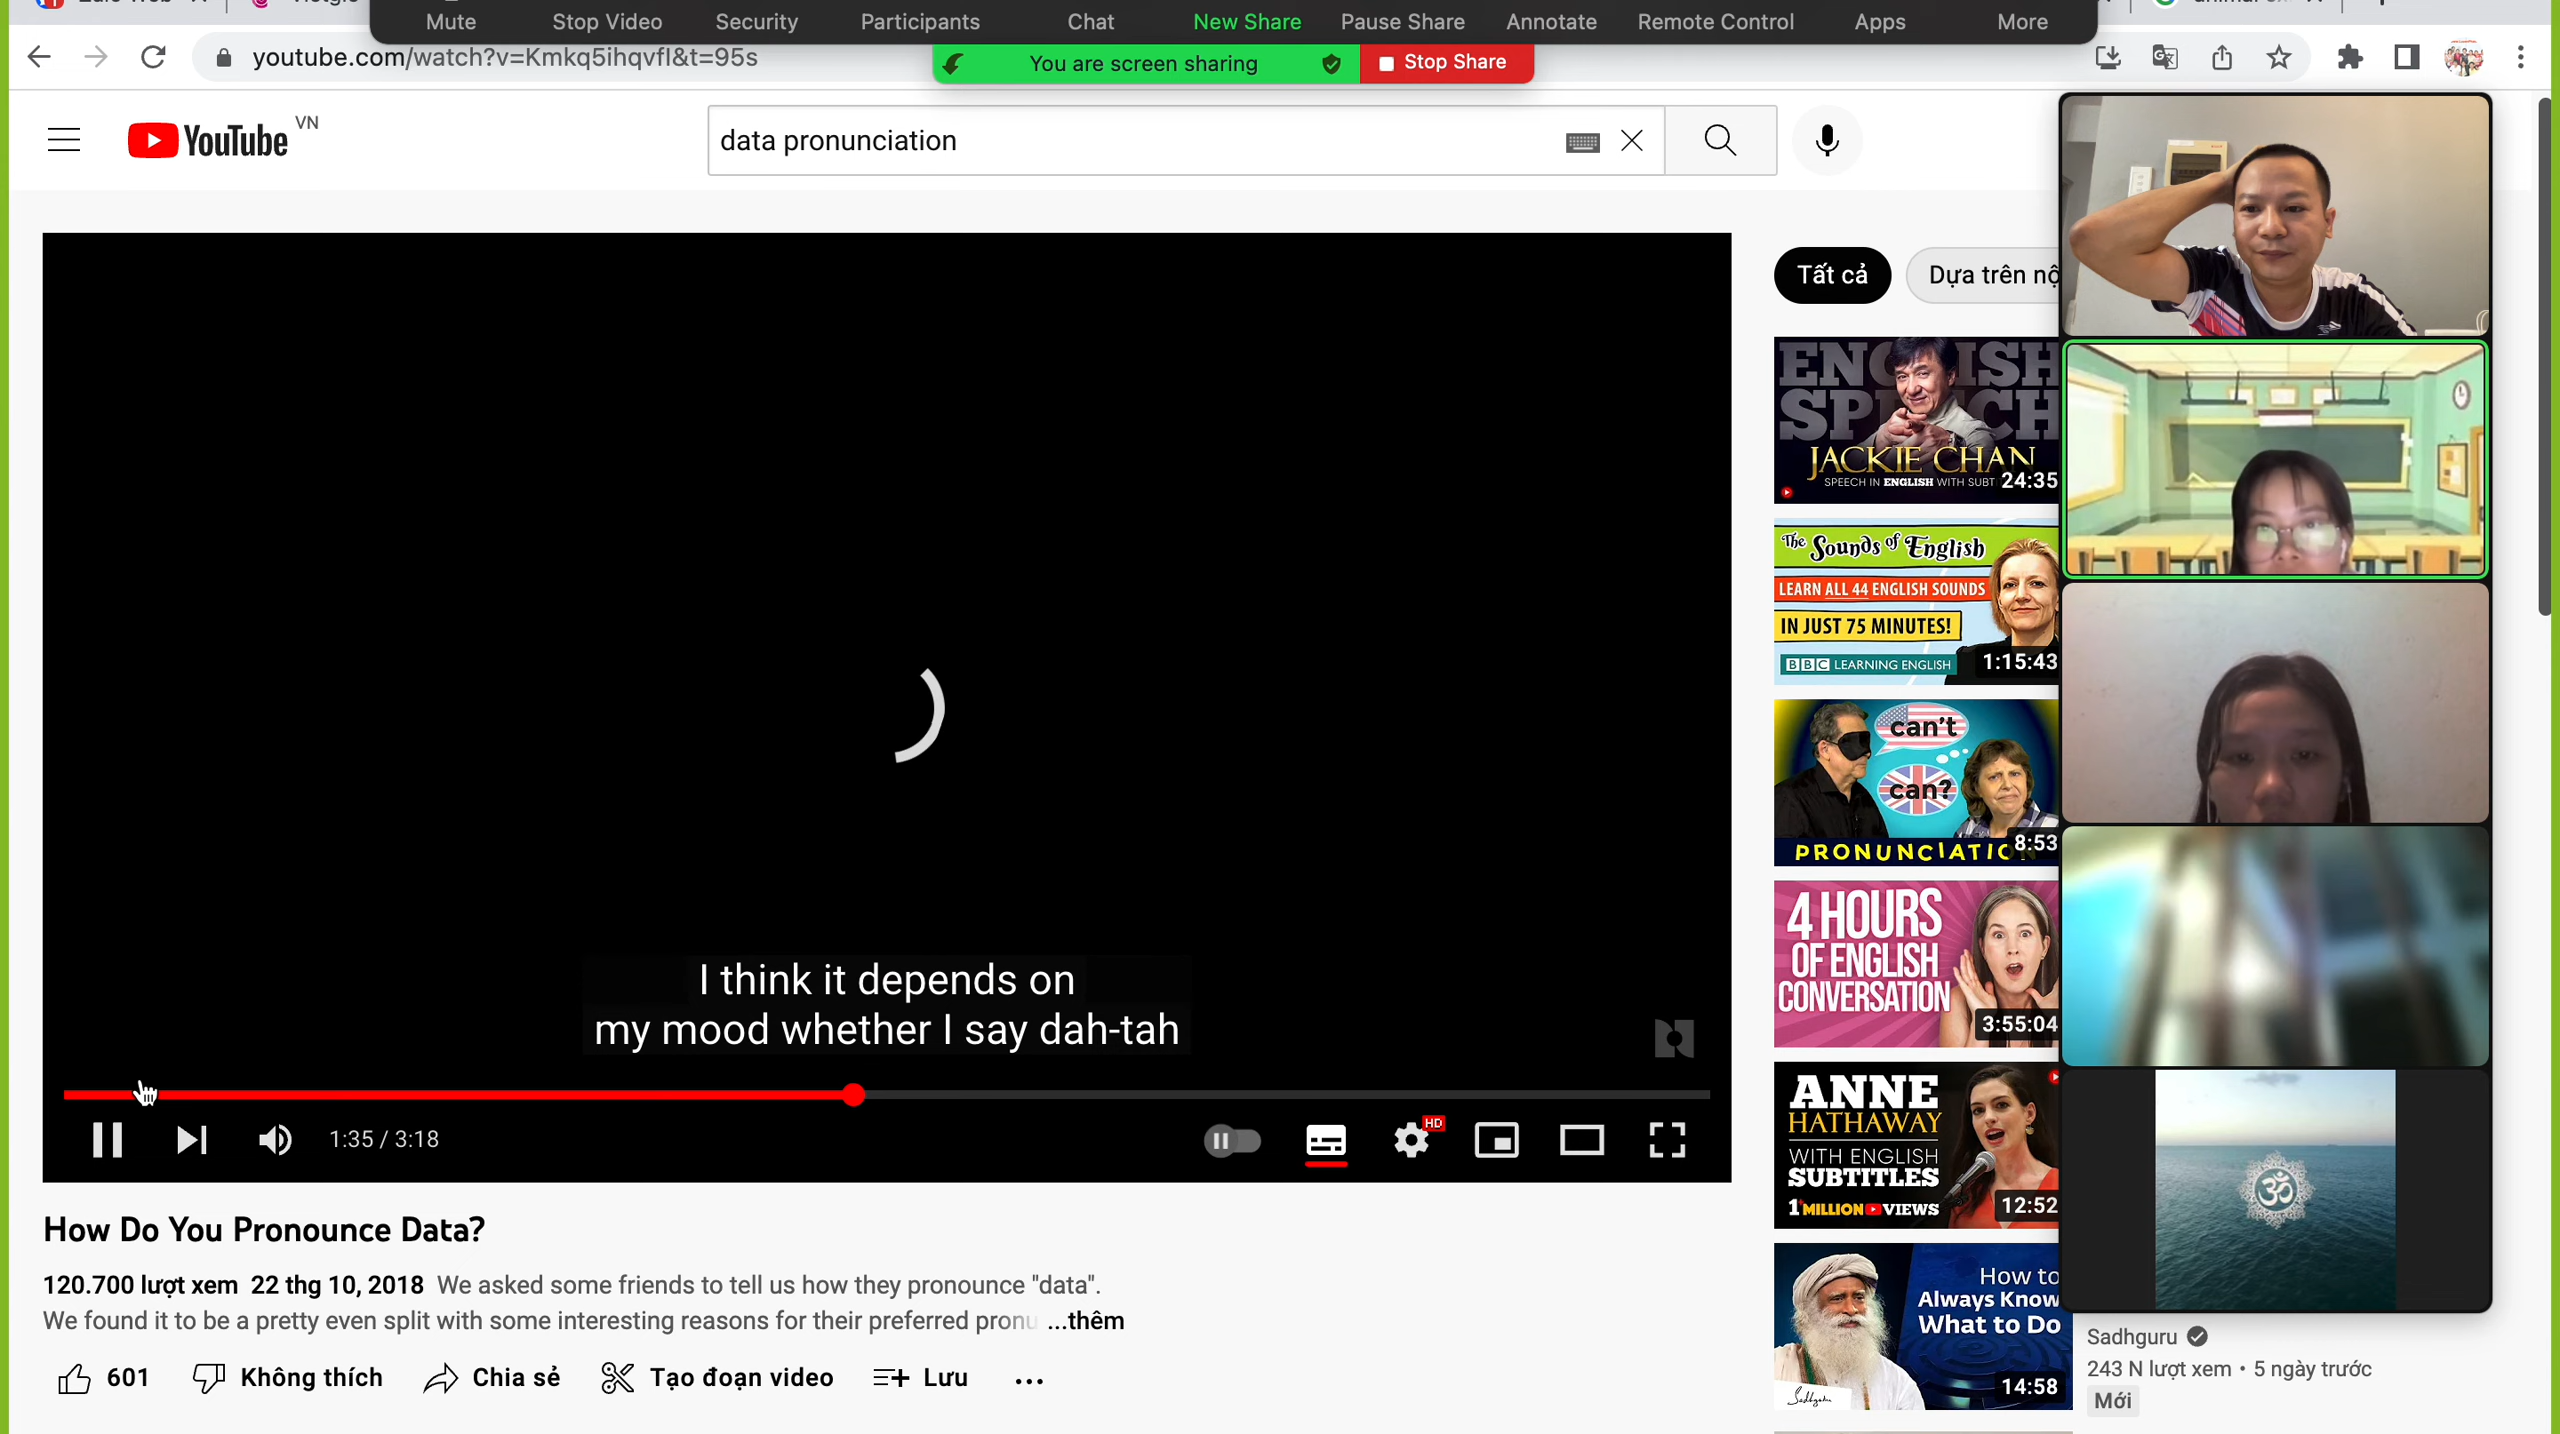 Mute Stop Video Security Participants Chat New Share Pause Share Annotate Remote Control Apps More
youtube.com/watch?v=Kmkq5ihqvfI&t=95s
You are screen sharing
Stop Share
YouTube VN
data pronunciation
I think it depends on
my mood whether I say dah-tah
1:35 / 3:18
HD
How Do You Pronounce Data?
120.700 lượt xem 22 thg 10, 2018 We asked some friends to tell us how they pronounce "data".
We found it to be a pretty even split with some interesting reasons for their preferred pronu ...thêm
601 Không thích Chia sẻ Tạo đoạn video Lưu ...
Tất cả
Dựa trên nộ
ENGLISH
SPEECH
JACKIE CHAN
SPEECH IN ENGLISH WITH SUBT
24:35
The Sounds of English
LEARN ALL 44 ENGLISH SOUNDS
IN JUST 75 MINUTES!
BBC LEARNING ENGLISH
1:15:43
can't
can?
8:53
PRONUNCIATION
4 HOURS
OF ENGLISH
CONVERSATION
3:55:04
ANNE
HATHAWAY
WITH ENGLISH
SUBTITLES
1+MILLION VIEWS
12:52
How to
Always Know
What to Do
Sadhguru
14:58
Sadhguru
243 N lượt xem • 5 ngày trước
Mới
ॐ